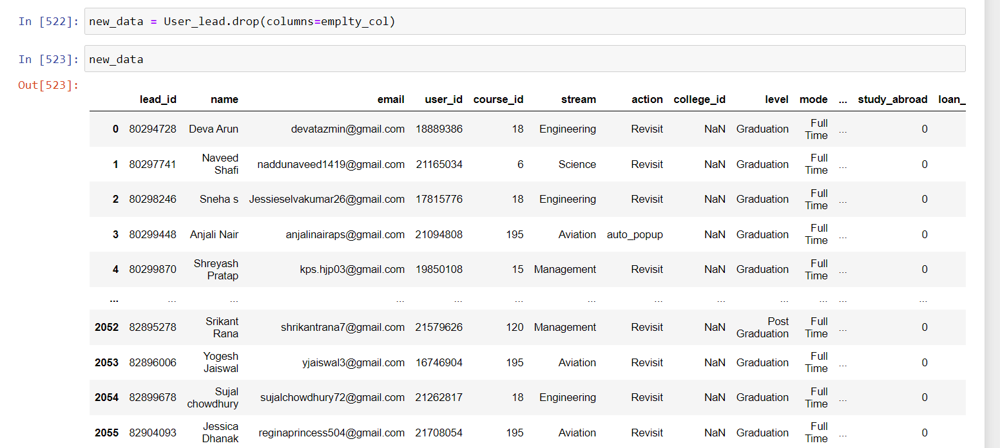 In [522]: new_data = User_lead.drop(columns=emplty_col)
In [523]: new_data
Out[523]:
lead_id name email user_id course_id stream action college_id level mode ... study_abroad loan_
0 80294728 Deva Arun devatazmin@gmail.com 18889386 18 Engineering Revisit NaN Graduation Full Time ... 0
1 80297741 Naveed Shafi naddunaveed1419@gmail.com 21165034 6 Science Revisit NaN Graduation Full Time ... 0
2 80298246 Sneha s Jessieselvakumar26@gmail.com 17815776 18 Engineering Revisit NaN Graduation Full Time ... 0
3 80299448 Anjali Nair anjalinairaps@gmail.com 21094808 195 Aviation auto_popup NaN Graduation Full Time ... 0
4 80299870 Shreyash Pratap kps.hjp03@gmail.com 19850108 15 Management Revisit NaN Graduation Full Time ... 0
... ... ... ... ... ... ... ... ... ... ... ... ...
2052 82895278 Srikant Rana shrikantrana7@gmail.com 21579626 120 Management Revisit NaN Post Graduation Full Time ... 0
2053 82896006 Yogesh Jaiswal yjaiswal3@gmail.com 16746904 195 Aviation Revisit NaN Graduation Full Time ... 0
2054 82899678 Sujal chowdhury sujalchowdhury72@gmail.com 21262817 18 Engineering Revisit NaN Graduation Full Time ... 0
2055 82904093 Jessica Dhanak reginaprincess504@gmail.com 21708054 195 Aviation Revisit NaN Graduation Full Time ... 0